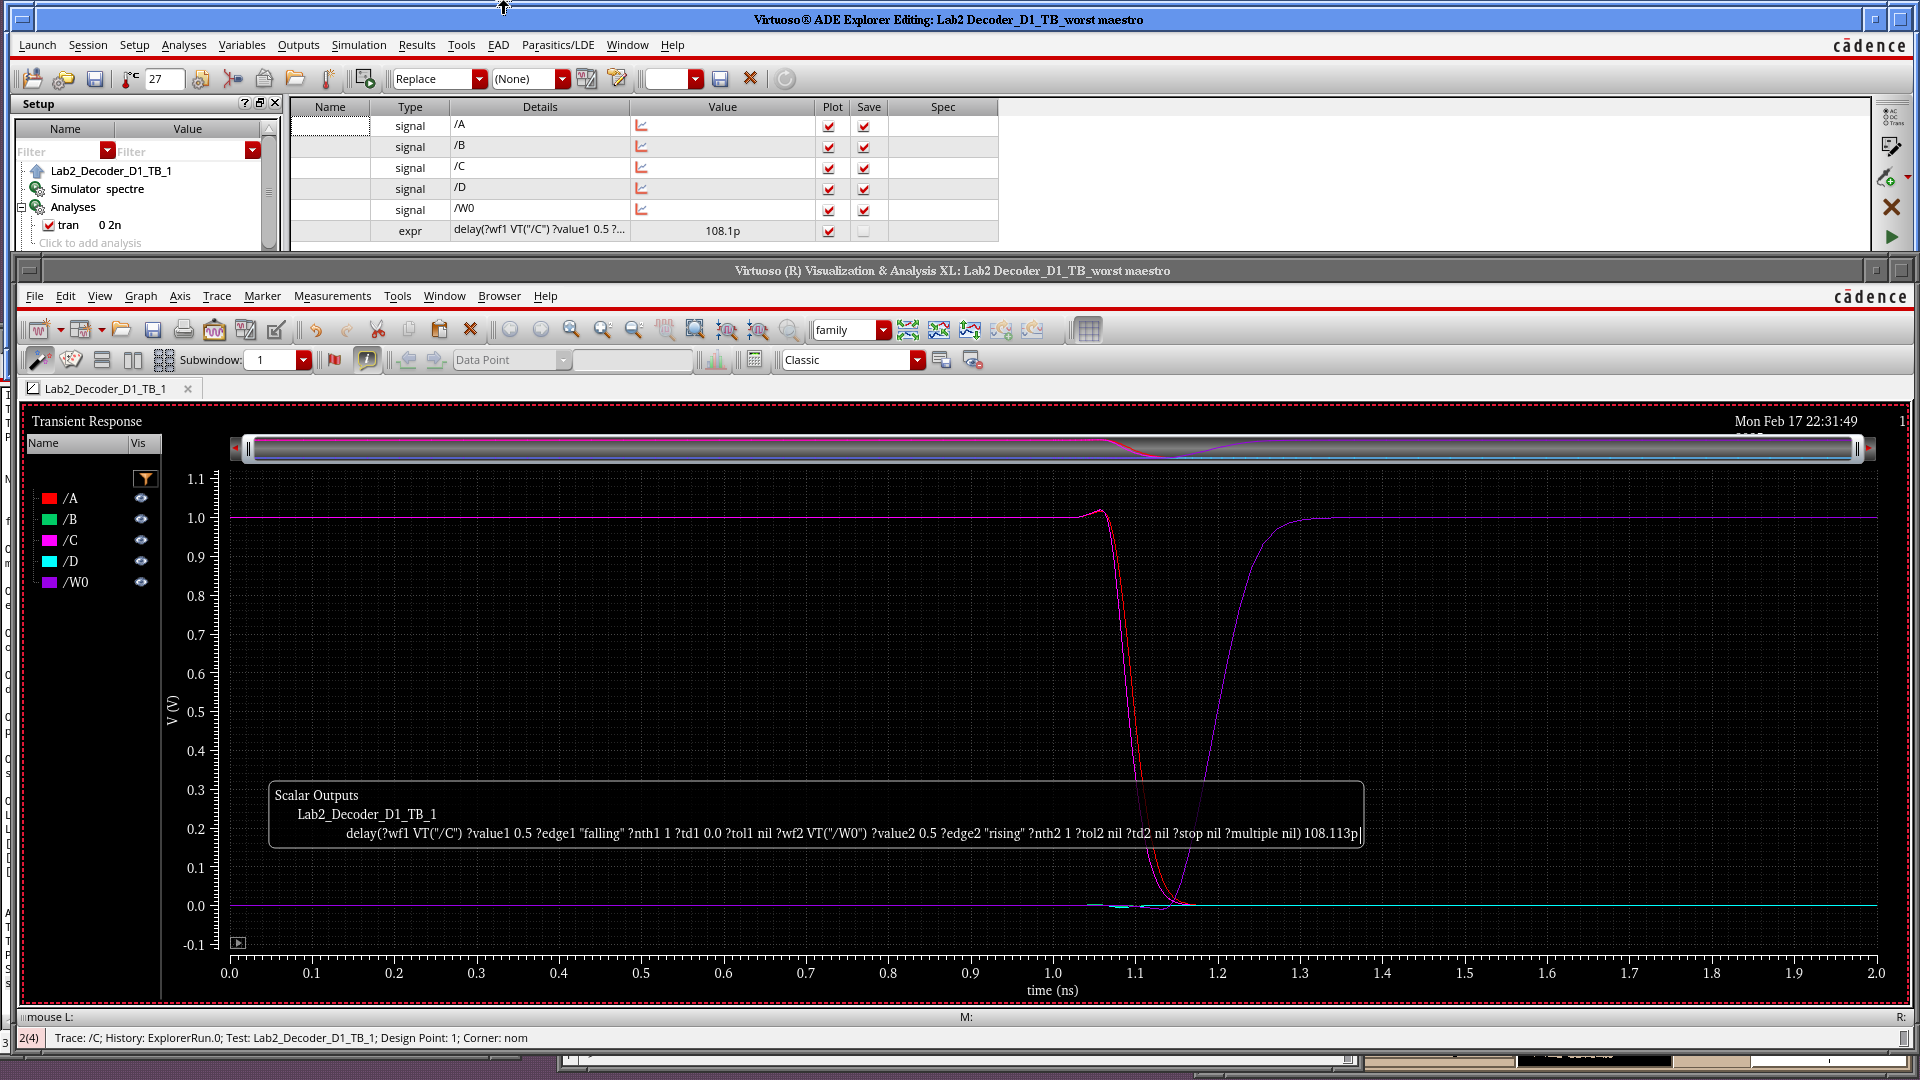 Virtuoso® ADE Explorer Editing: Lab2 Decoder_D1_TB_worst maestro
Launch Session Setup Analyses Variables Outputs Simulation Results Tools EAD Parasitics/LDE Window Help
cādence
27 Replace (None)
Setup
Name Value
Filter Filter
Lab2_Decoder_D1_TB_1
Simulator spectre
Analyses
tran 0 2n
Click to add analysis
Name Type Details Value Plot Save Spec
signal /A
signal /B
signal /C
signal /D
signal /W0
expr delay(?wf1 VT("/C") ?value1 0.5 ?... 108.1p
AC
DC
Trans
Virtuoso (R) Visualization & Analysis XL: Lab2 Decoder_D1_TB_worst maestro
File Edit View Graph Axis Trace Marker Measurements Tools Window Browser Help
cādence
family
Subwindow: 1 Data Point Classic
Lab2_Decoder_D1_TB_1
Transient Response
Mon Feb 17 22:31:49 1
Name Vis
/A
/B
/C
/D
/W0
V (V)
1.1
1.0
0.9
0.8
0.7
0.6
0.5
0.4
0.3
0.2
0.1
0.0
-0.1
Scalar Outputs
Lab2_Decoder_D1_TB_1
delay(?wf1 VT("/C") ?value1 0.5 ?edge1 "falling" ?nth1 1 ?td1 0.0 ?tol1 nil ?wf2 VT("/W0") ?value2 0.5 ?edge2 "rising" ?nth2 1 ?tol2 nil ?td2 nil ?stop nil ?multiple nil) 108.113p
0.0 0.1 0.2 0.3 0.4 0.5 0.6 0.7 0.8 0.9 1.0 1.1 1.2 1.3 1.4 1.5 1.6 1.7 1.8 1.9 2.0
time (ns)
mouse L: M: R:
2(4) Trace: /C; History: ExplorerRun.0; Test: Lab2_Decoder_D1_TB_1; Design Point: 1; Corner: nom